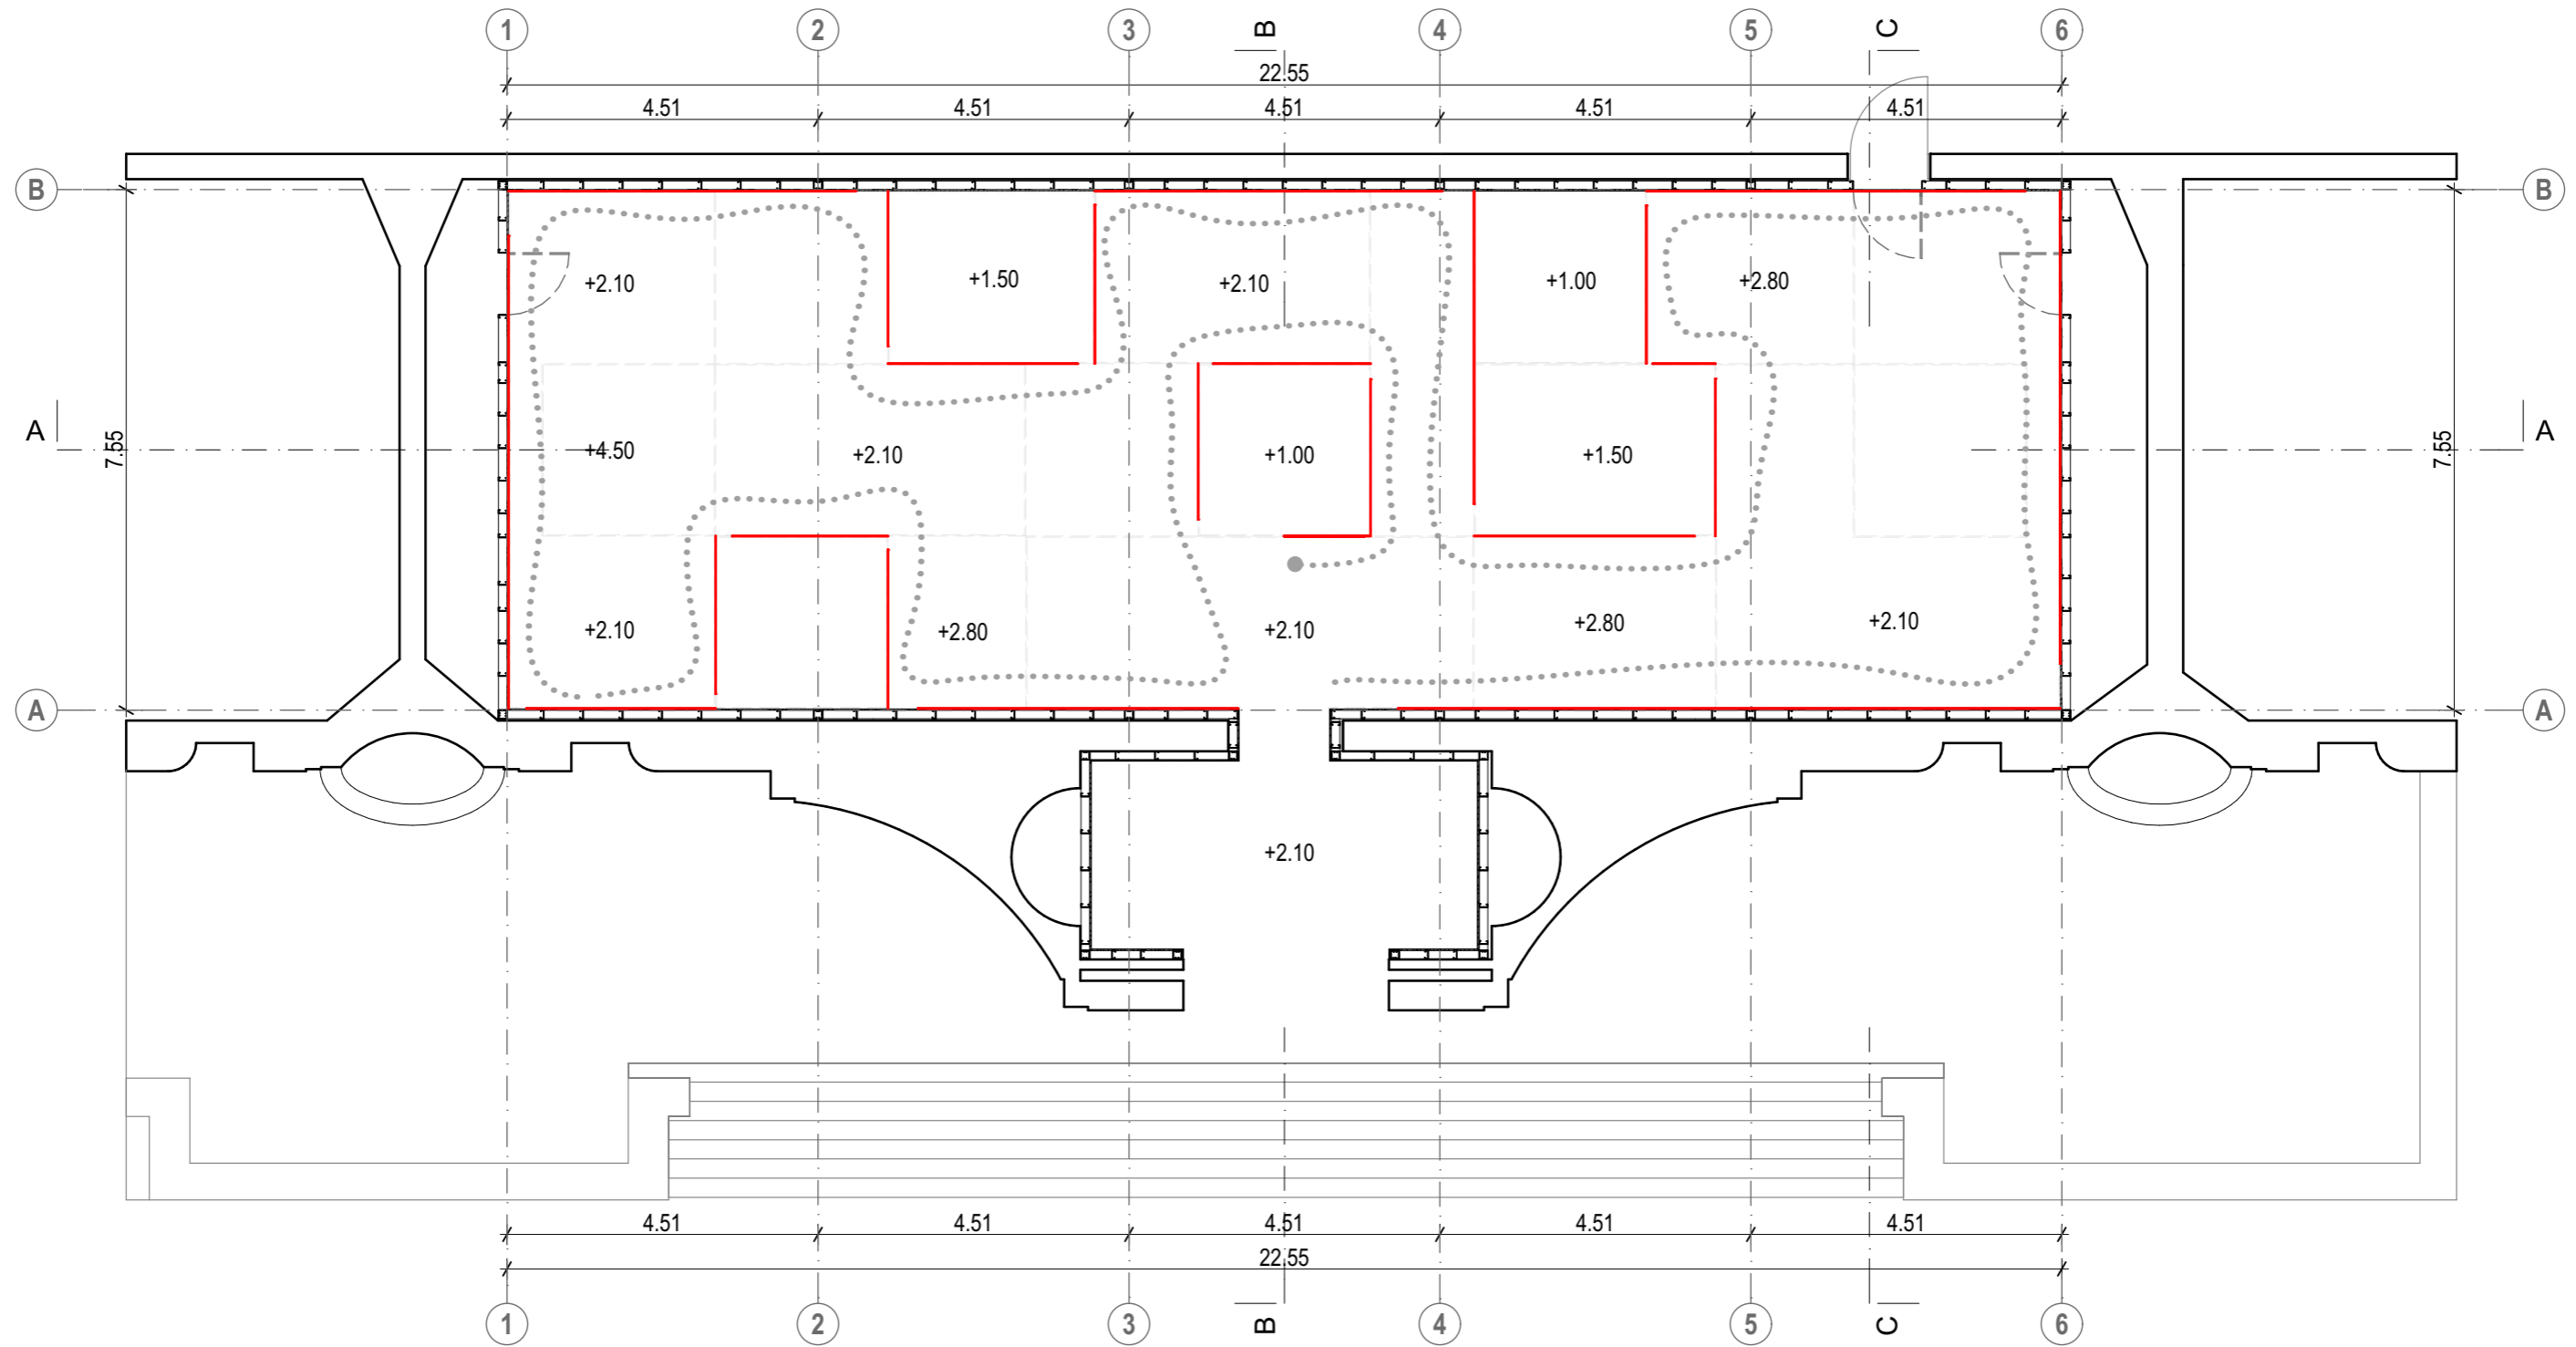 1 2 3 B 4 5 C 6
22.55
4.51 4.51 4.51 4.51 4.51
B B
+2.10 +1.50 +2.10 +1.00 +2.80
A A
7.55 7.55
+4.50 +2.10 +1.00 +1.50
+2.10 +2.80 +2.10 +2.80 +2.10
A A
+2.10
4.51 4.51 4.51 4.51 4.51
22.55
1 2 3 B 4 5 C 6